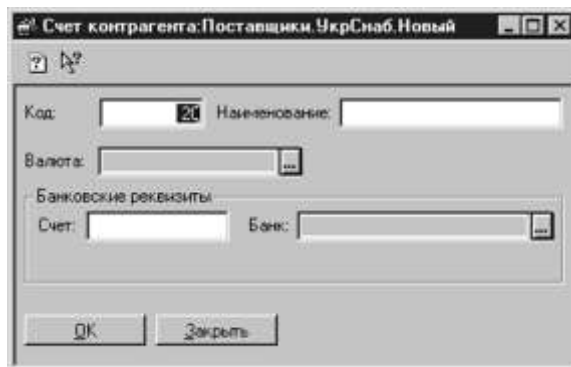 Счет контрагента:Поставщики.УкрСнаб.Новый
Код: 20 Наименование:
Валюта: ...
Банковские реквизиты
Счет: Банк: ...
OK Закрыть